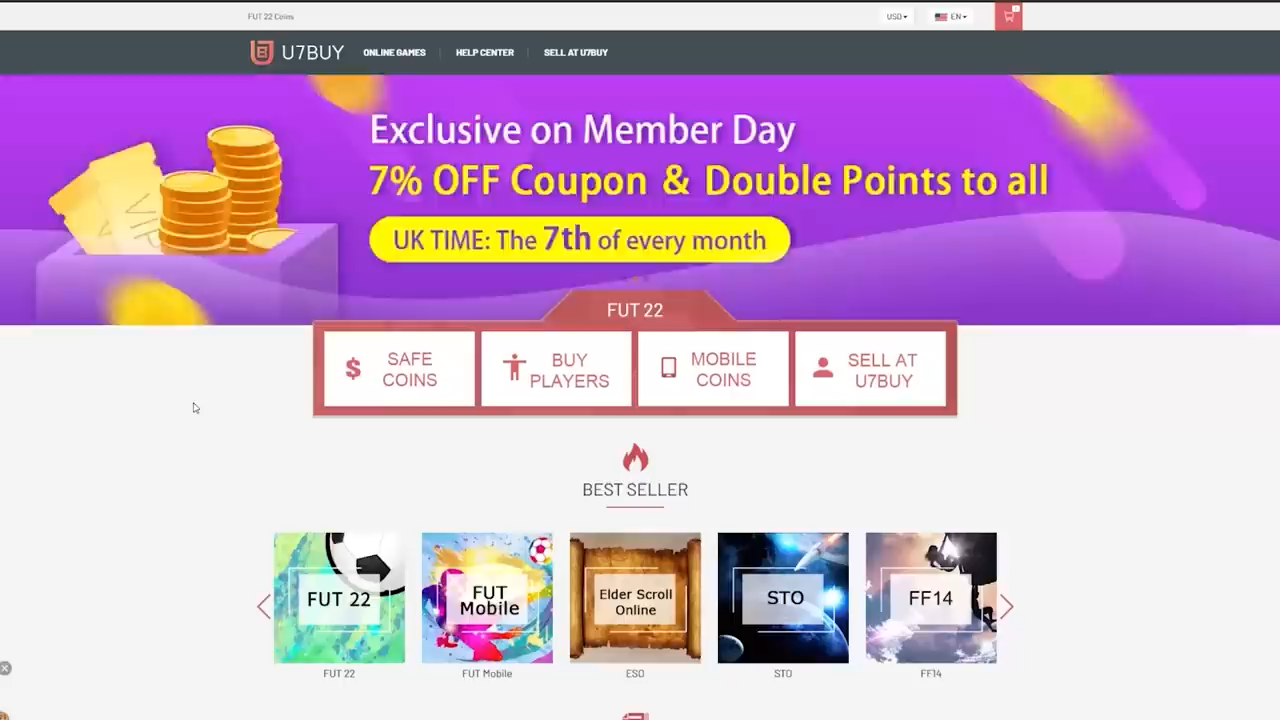 FUT 22 Coins
USD
EN
1
U7BUY
ONLINE GAMES
HELP CENTER
SELL AT U7BUY
Exclusive on Member Day
7% OFF Coupon & Double Points to all
UK TIME: The 7th of every month
FUT 22
SAFE
COINS
BUY
PLAYERS
MOBILE
COINS
SELL AT
U7BUY
BEST SELLER
FUT 22
FUT
Mobile
Elder Scroll
Online
STO
FF14
FUT 22
FUT Mobile
ESO
STO
FF14